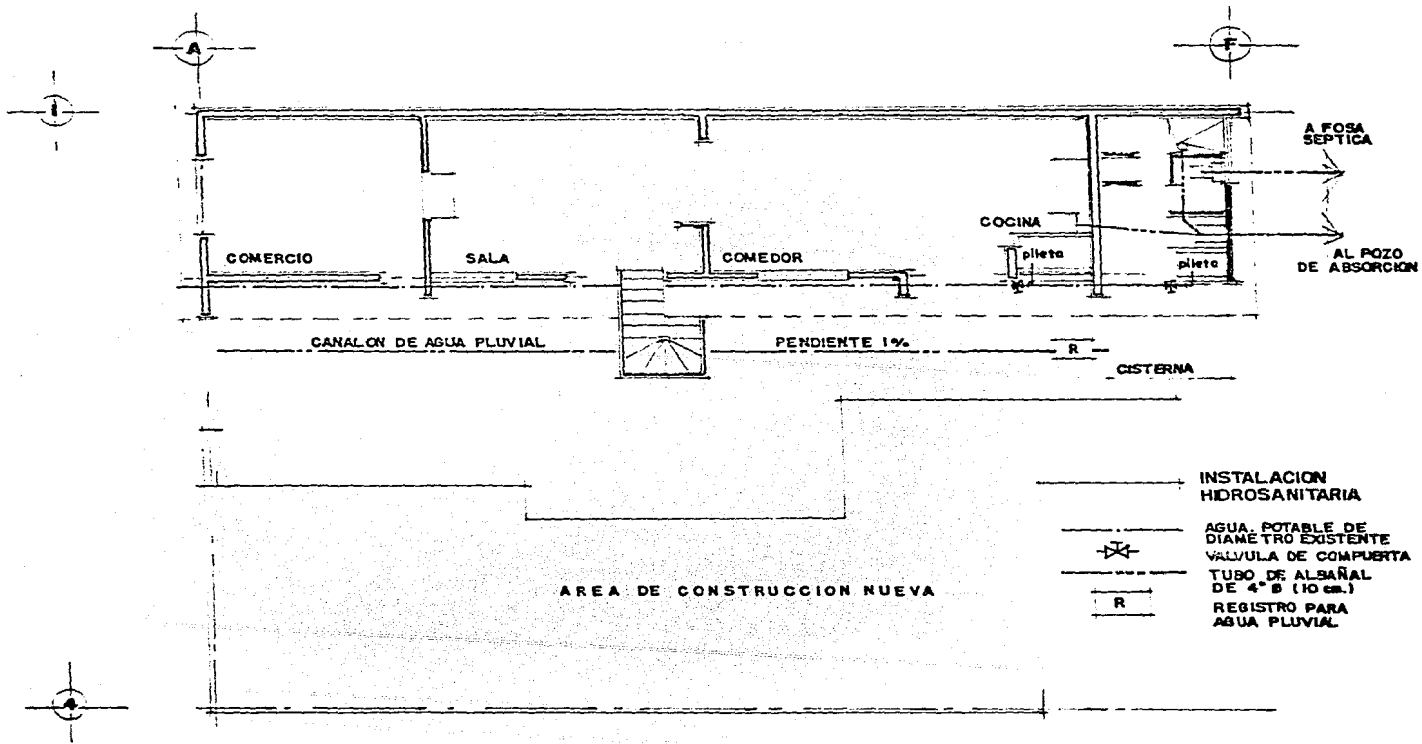 A
F
1
A FOSA
SEPTICA
COCINA
COMERCIO
SALA
COMEDOR
pileta
pileta
AL POZO
DE ABSORCION
CANALON DE AGUA PLUVIAL
PENDIENTE 1%
R
CISTERNA
INSTALACION
HIDROSANITARIA
AGUA. POTABLE DE
DIAMETRO EXISTENTE
VALVULA DE COMPUERTA
TUBO DE ALBAÑAL
DE 4" Ø (10 cm.)
R
REGISTRO PARA
AGUA PLUVIAL
AREA DE CONSTRUCCION NUEVA
4